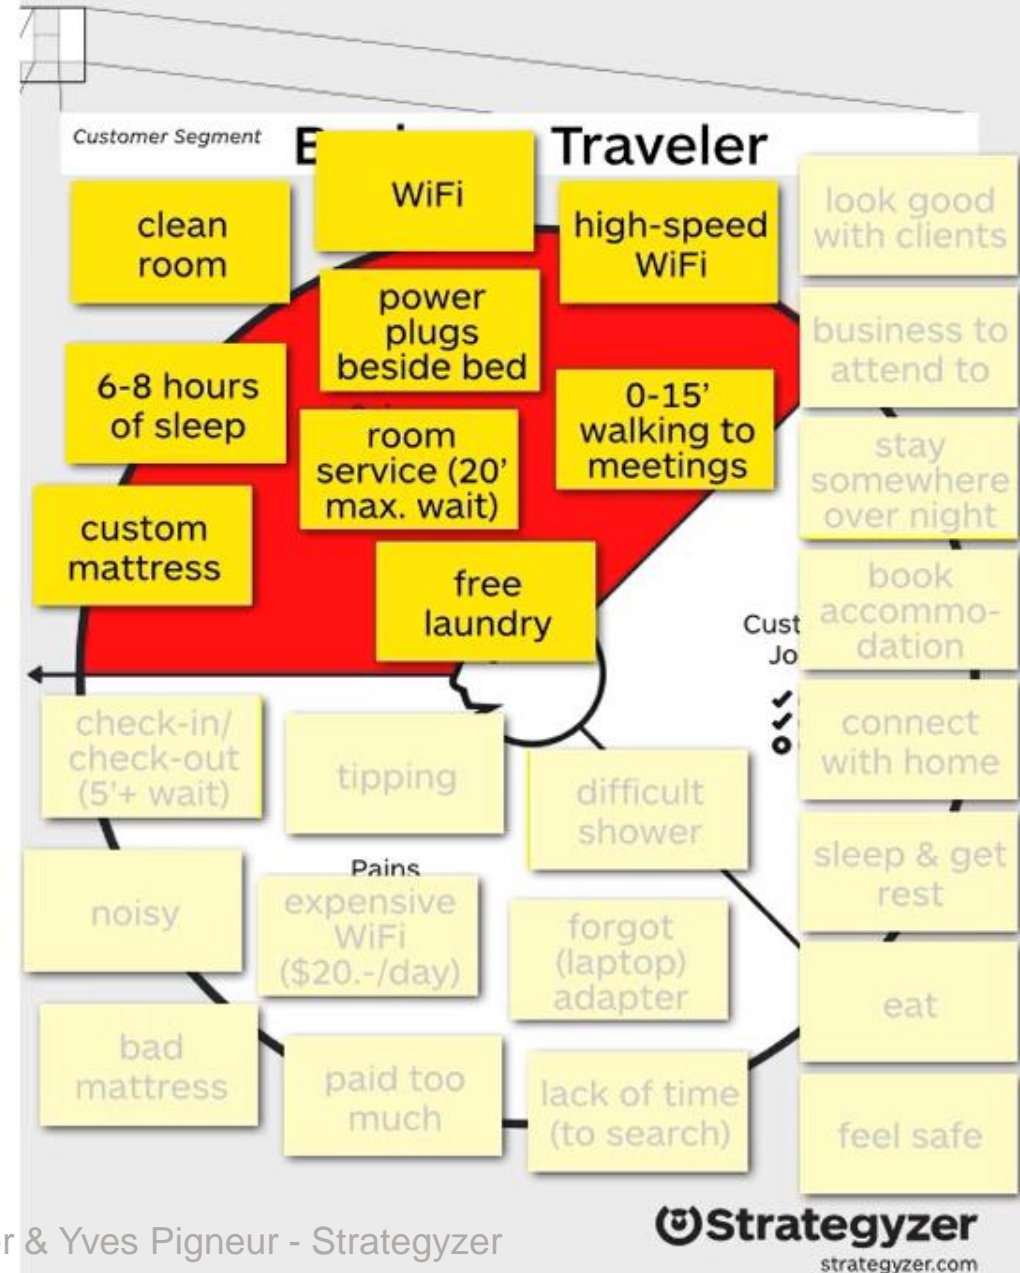 Customer Segment
Traveler
WiFi
clean
room
high-speed
WiFi
power
plugs
beside bed
6-8 hours
of sleep
0-15’
walking to
meetings
room
service (20’
max. wait)
custom
mattress
free
laundry
look good
with clients
business to
attend to
stay
somewhere
over night
book
accommo-
dation
Cust
Jo
connect
with home
sleep & get
rest
eat
feel safe
check-in/
check-out
(5’+ wait)
tipping
difficult
shower
Pains
noisy
expensive
WiFi
($20.-/day)
forgot
(laptop)
adapter
bad
mattress
paid too
much
lack of time
(to search)
r & Yves Pigneur - Strategyzer
Strategyzer
strategyzer.com